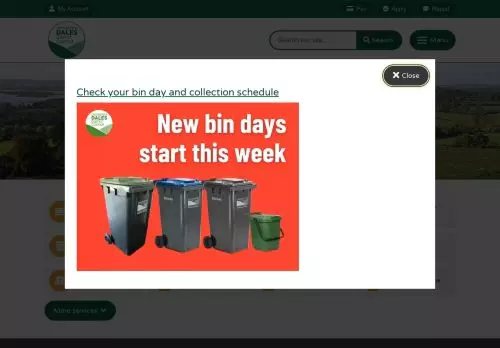 My Account
Pay
Apply
Report
DALES
Search our site...
Search
Menu
Close
Check your bin day and collection schedule
DALES
New bin days
start this week
More Services